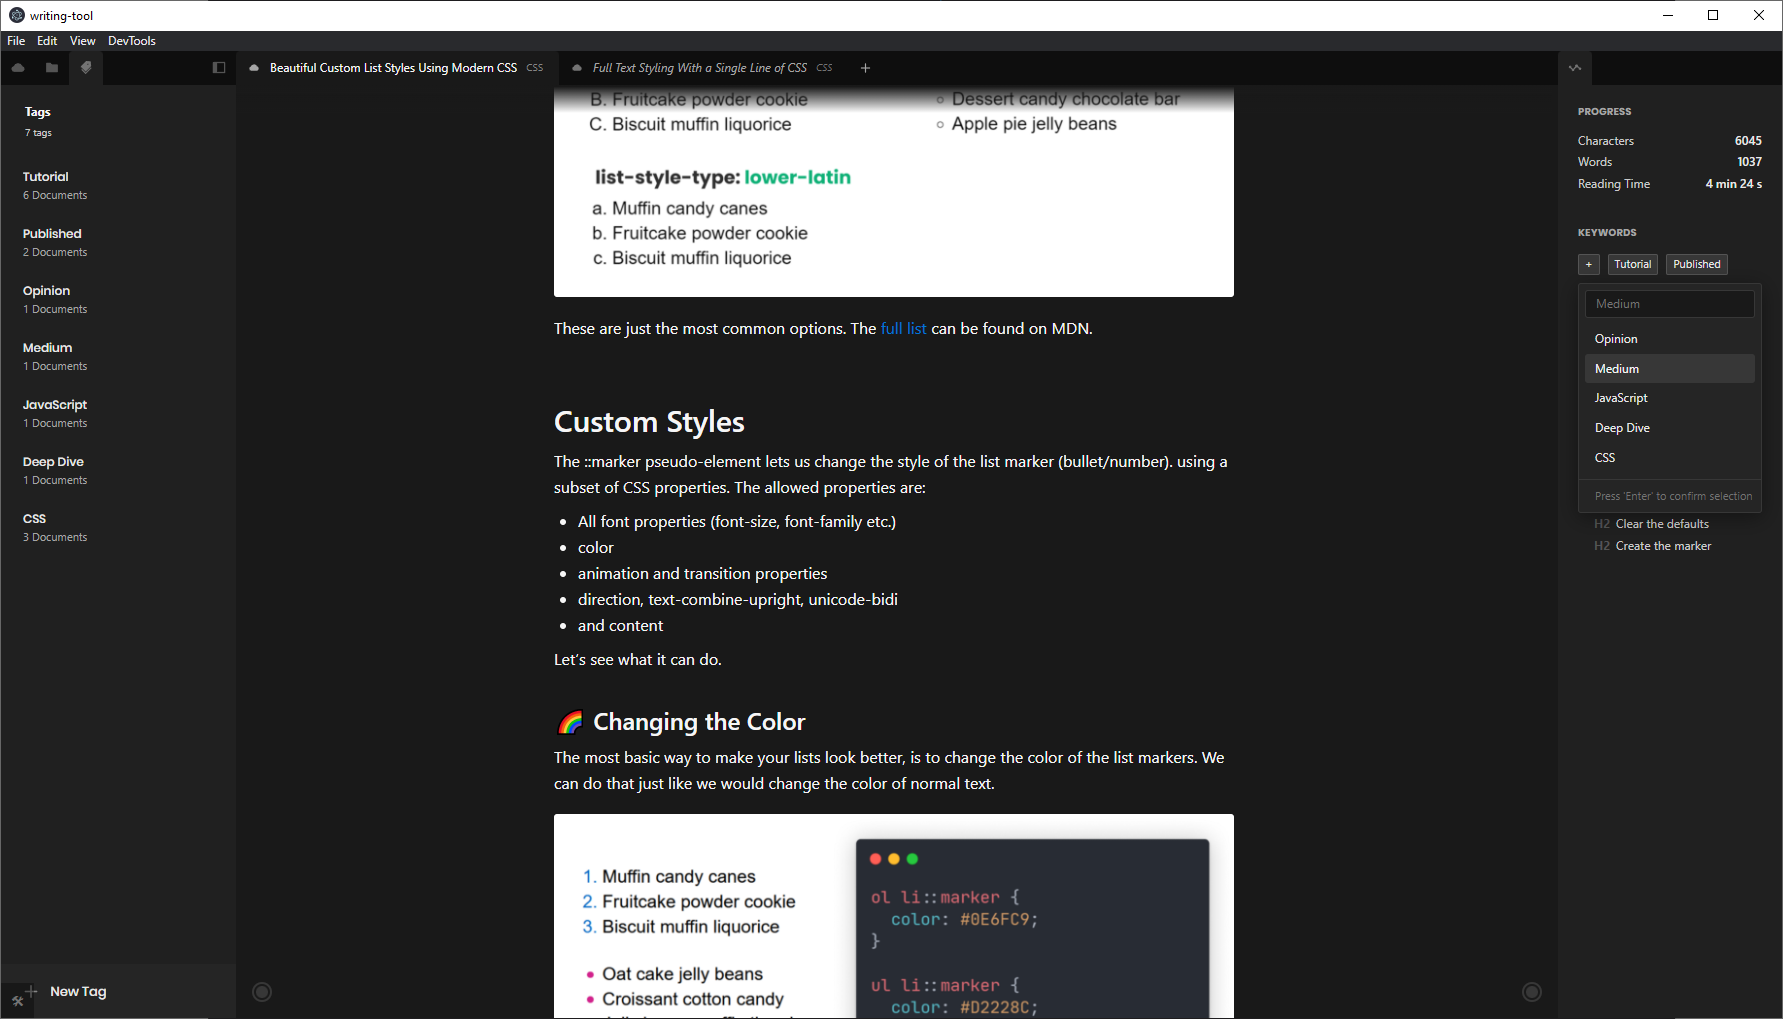 writing-tool
File Edit View DevTools
Beautiful Custom List Styles Using Modern CSS CSS
Full Text Styling With a Single Line of CSS CSS
Tags
7 tags
Tutorial
6 Documents
Published
2 Documents
Opinion
1 Documents
Medium
1 Documents
JavaScript
1 Documents
Deep Dive
1 Documents
CSS
3 Documents
New Tag
B. Fruitcake powder cookie
C. Biscuit muffin liquorice
Dessert candy chocolate bar
Apple pie jelly beans
list-style-type: lower-latin
a. Muffin candy canes
b. Fruitcake powder cookie
c. Biscuit muffin liquorice
These are just the most common options. The full list can be found on MDN.
Custom Styles
The ::marker pseudo-element lets us change the style of the list marker (bullet/number). using a
subset of CSS properties. The allowed properties are:
• All font properties (font-size, font-family etc.)
• color
• animation and transition properties
• direction, text-combine-upright, unicode-bidi
• and content
Let's see what it can do.
🌈 Changing the Color
The most basic way to make your lists look better, is to change the color of the list markers. We
can do that just like we would change the color of normal text.
1. Muffin candy canes
2. Fruitcake powder cookie
3. Biscuit muffin liquorice
• Oat cake jelly beans
• Croissant cotton candy
ol li::marker {
color: #0E6FC9;
}
ul li::marker {
color: #D2228C;
PROGRESS
Characters 6045
Words 1037
Reading Time 4 min 24 s
KEYWORDS
+ Tutorial Published
Medium
Opinion
Medium
JavaScript
Deep Dive
CSS
Press 'Enter' to confirm selection
H2 Clear the defaults
H2 Create the marker